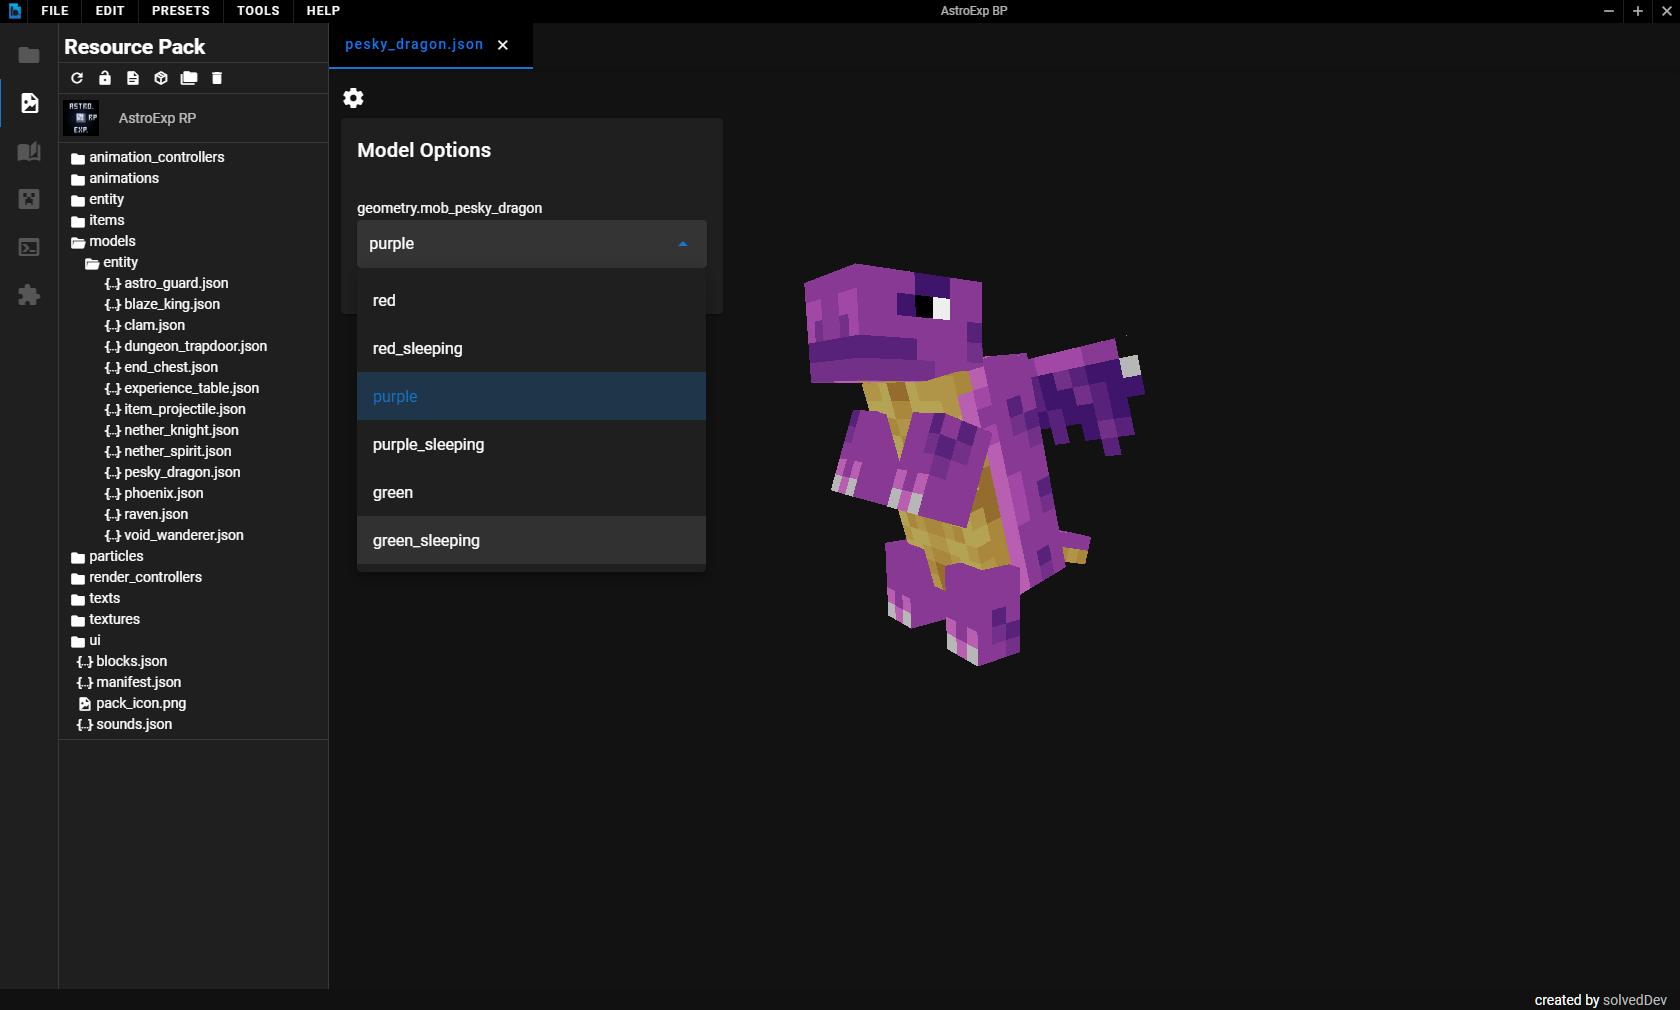 FILE EDIT PRESETS TOOLS HELP AstroExp BP
Resource Pack
pesky_dragon.json
ASTRO.
RP
EXP.
AstroExp RP
animation_controllers
animations
entity
items
models
entity
{..} astro_guard.json
{..} blaze_king.json
{..} clam.json
{..} dungeon_trapdoor.json
{..} end_chest.json
{..} experience_table.json
{..} item_projectile.json
{..} nether_knight.json
{..} nether_spirit.json
{..} pesky_dragon.json
{..} phoenix.json
{..} raven.json
{..} void_wanderer.json
particles
render_controllers
texts
textures
ui
{..} blocks.json
{..} manifest.json
pack_icon.png
{..} sounds.json
Model Options
geometry.mob_pesky_dragon
purple
red
red_sleeping
purple
purple_sleeping
green
green_sleeping
created by solvedDev